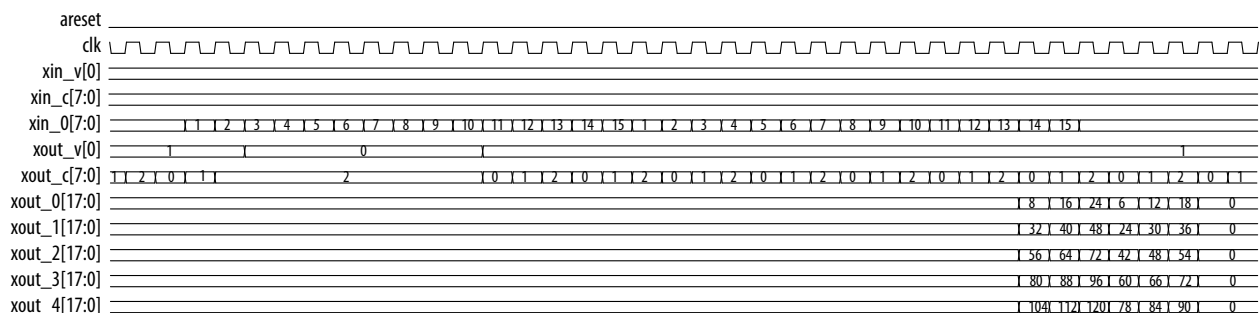 areset
clk
xin_v[0]
xin_c[7:0]
xin_0[7:0] 1 2 3 4 5 6 7 8 9 10 11 12 13 14 15 1 2 3 4 5 6 7 8 9 10 11 12 13 14 15
xout_v[0] 1 0 1
xout_c[7:0] 1 2 0 1 2 0 1 2 0 1 2 0 1 2 0 1 2 0 1 2 0 1 2 0 1 2 0 1 2 0 1
xout_0[17:0] 8 16 24 6 12 18 0
xout_1[17:0] 32 40 48 24 30 36 0
xout_2[17:0] 56 64 72 42 48 54 0
xout_3[17:0] 80 88 96 60 66 72 0
xout_4[17:0] 104 112 120 78 84 90 0